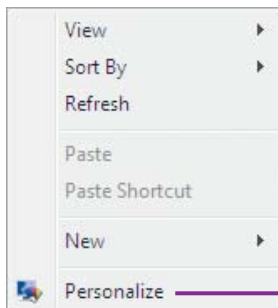 View
Sort By
Refresh
Paste
Paste Shortcut
New
Personalize